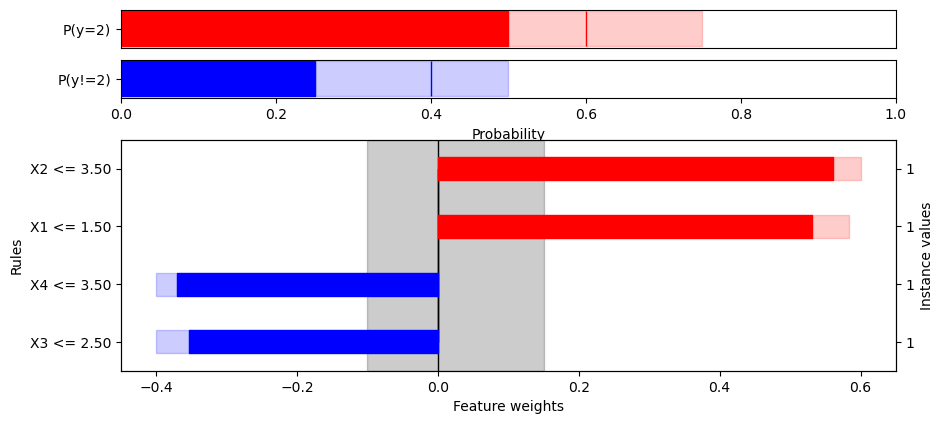 P(y=2)
P(y!=2)
0.0 0.2 0.4 0.6 0.8 1.0
Probability
X2 <= 3.50 1
X1 <= 1.50 1
X4 <= 3.50 1
X3 <= 2.50 1
Rules
Instance values
−0.4 −0.2 0.0 0.2 0.4 0.6
Feature weights